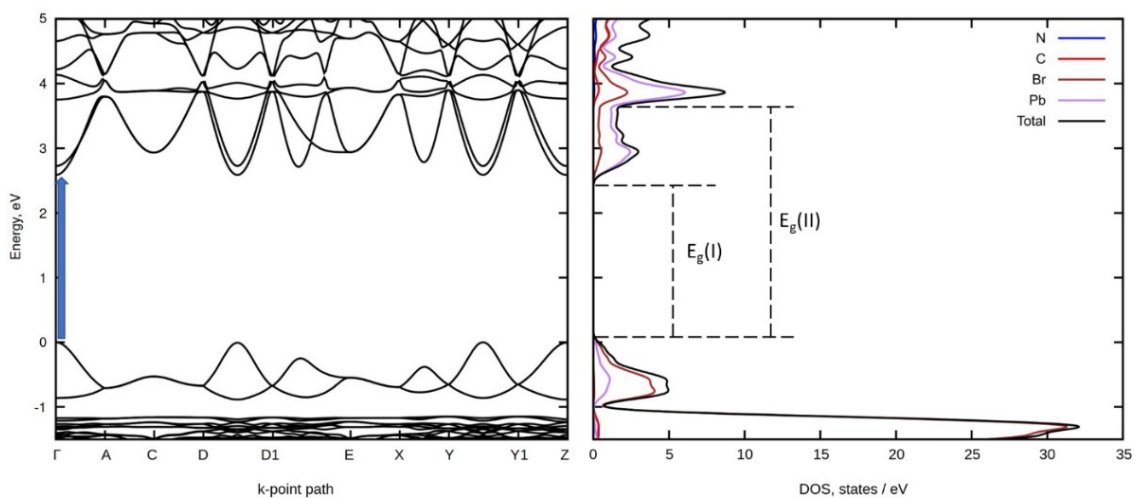 5
4
3
2
1
0
-1
Energy, eV
Γ A C D D1 E X Y Y1 Z
k-point path
N
C
Br
Pb
Total
E_g(I)
E_g(II)
0 5 10 15 20 25 30 35
DOS, states / eV